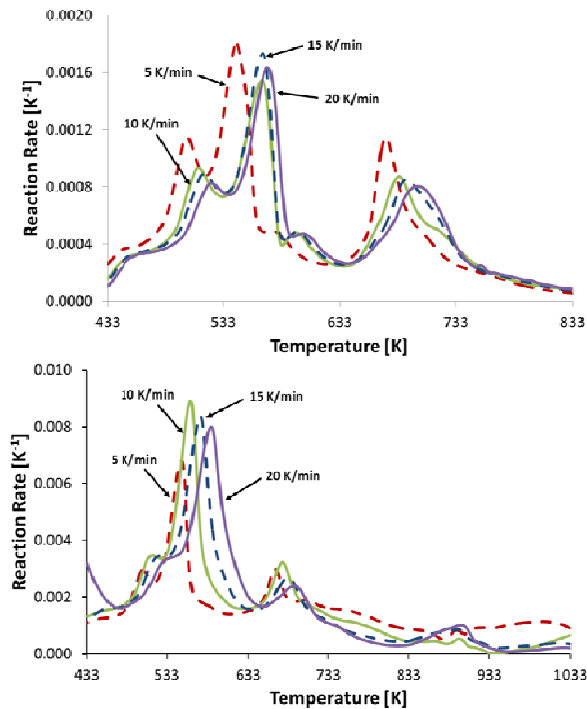 0.0020
0.0016
0.0012
0.0008
0.0004
0.0000
Reaction Rate [K⁻¹]
5 K/min
15 K/min
20 K/min
10 K/min
433 533 633 733 833
Temperature [K]
0.010
0.008
0.006
0.004
0.002
0.000
Reaction Rate [K⁻¹]
10 K/min
15 K/min
5 K/min
20 K/min
433 533 633 733 833 933 1033
Temperature [K]